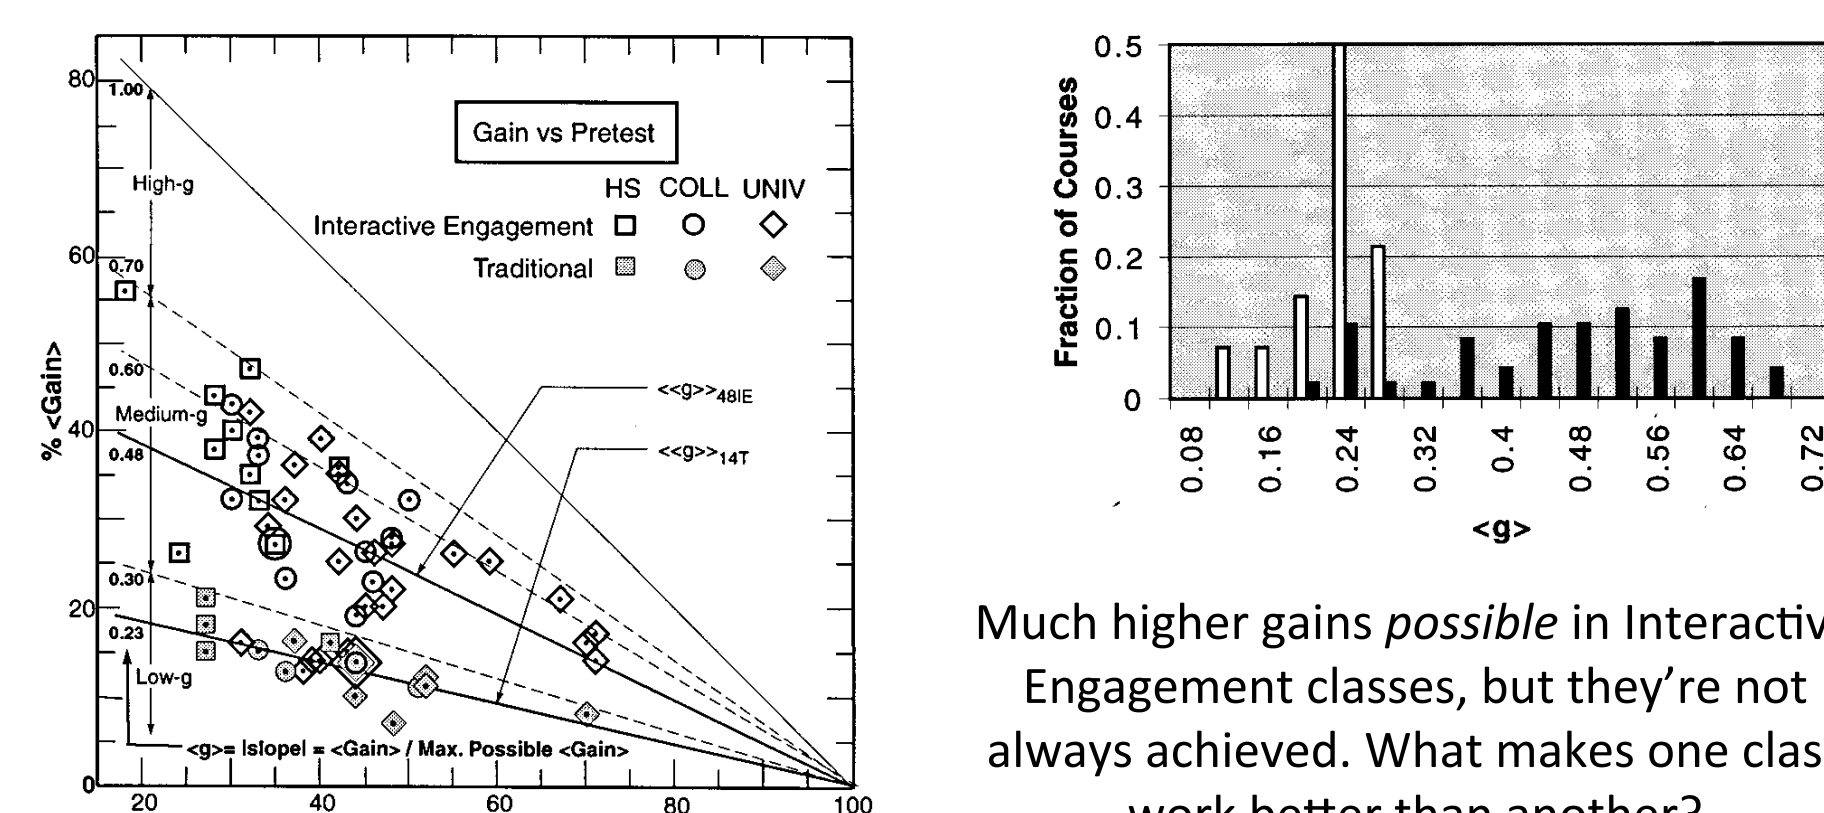 80
1.00
Gain vs Pretest
High-g
HS COLL UNIV
Interactive Engagement
Traditional
60
0.70
% <Gain>
0.60
<<g>>48IE
Medium-g
40
0.48
<<g>>14T
0.30
20
0.23
Low-g
<g>= |slope| = <Gain> / Max. Possible <Gain>
0
20 40 60 80 100
Fraction of Courses
0.5
0.4
0.3
0.2
0.1
0
0.08 0.16 0.24 0.32 0.4 0.48 0.56 0.64 0.72
<g>
Much higher gains possible in Interactiv
Engagement classes, but they're not
always achieved. What makes one clas
work better than another?